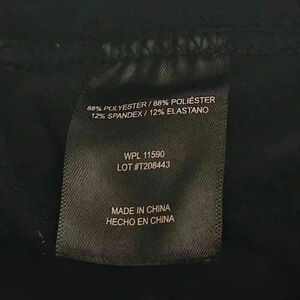 88% POLYESTER / 88% POLIÉSTER
12% SPANDEX / 12% ELASTANO
WPL 11590
LOT #T208443
MADE IN CHINA
HECHO EN CHINA